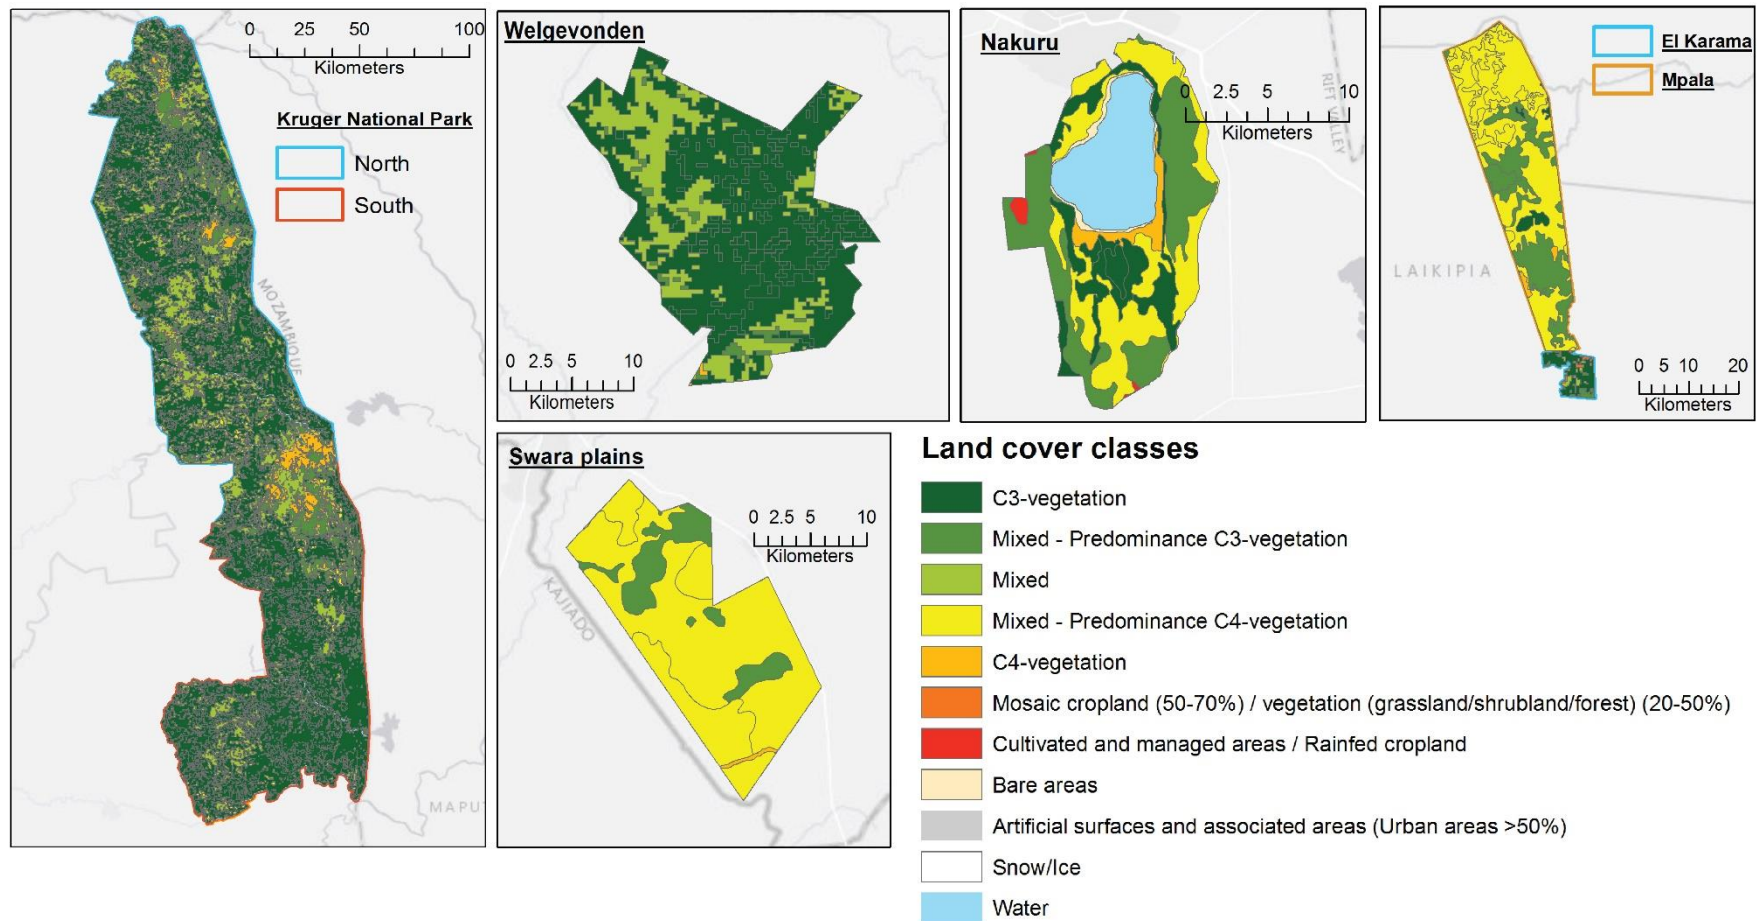 0 25 50 100
Kilometers
Kruger National Park
North
South
MOZAMBIQUE
MAPUT
Welgevonden
0 2.5 5 10
Kilometers
Nakuru
0 2.5 5 10
Kilometers
RIFT VALLEY
El Karama
Mpala
LAIKIPIA
0 5 10 20
Kilometers
Swara plains
0 2.5 5 10
Kilometers
KAJIADO
Land cover classes
C3-vegetation
Mixed - Predominance C3-vegetation
Mixed
Mixed - Predominance C4-vegetation
C4-vegetation
Mosaic cropland (50-70%) / vegetation (grassland/shrubland/forest) (20-50%)
Cultivated and managed areas / Rainfed cropland
Bare areas
Artificial surfaces and associated areas (Urban areas >50%)
Snow/Ice
Water